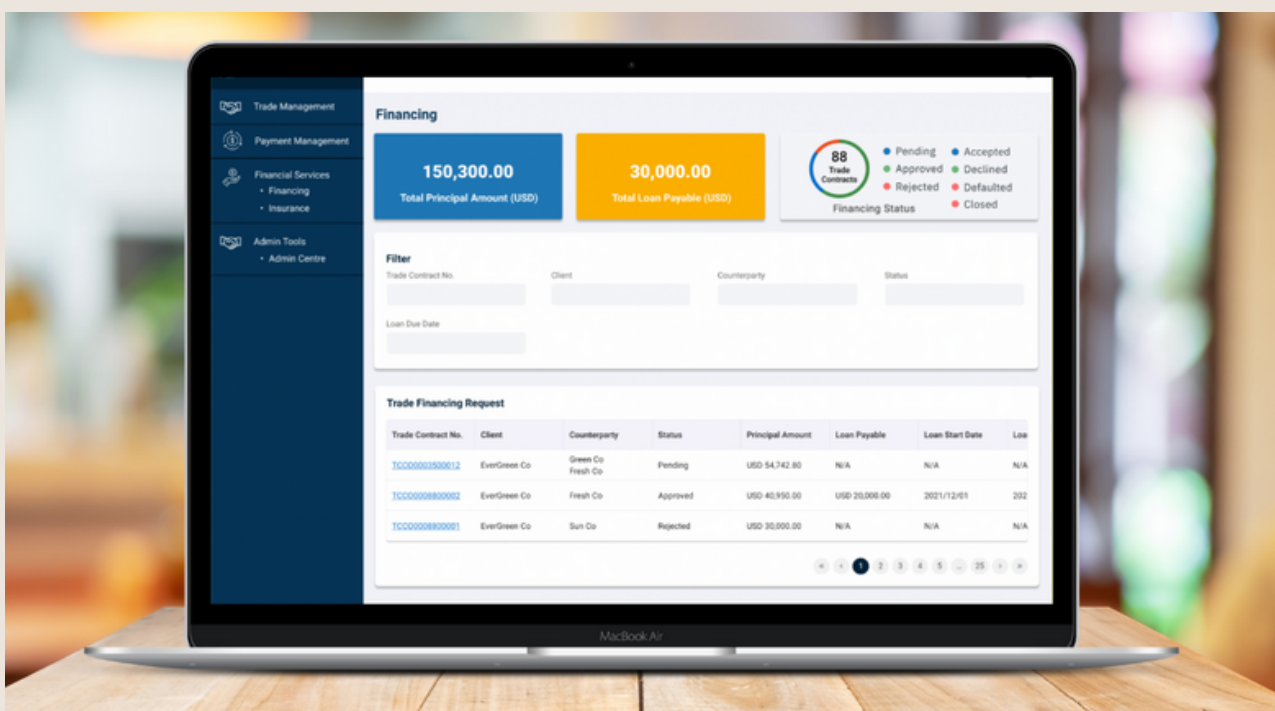 Trade Management
Payment Management
Financial Services
• Financing
• Insurance
Admin Tools
• Admin Centre
Financing
150,300.00
Total Principal Amount (USD)
30,000.00
Total Loan Payable (USD)
88
Trade
Contracts
Financing Status
Pending
Approved
Rejected
Accepted
Declined
Defaulted
Closed
Filter
Trade Contract No. Client Counterparty Status
Loan Due Date
Trade Financing Request
Trade Contract No. Client Counterparty Status Principal Amount Loan Payable Loan Start Date Loa
TCCO0003500012 EverGreen Co Green Co Pending USD 54,742.80 N/A N/A N/A
Fresh Co
TCCO0008800002 EverGreen Co Fresh Co Approved USD 40,950.00 USD 20,000.00 2021/12/01 202
TCCO0008800001 EverGreen Co Sun Co Rejected USD 30,000.00 N/A N/A N/A
« ‹ 1 2 3 4 5 ... 25 › »
MacBook Air